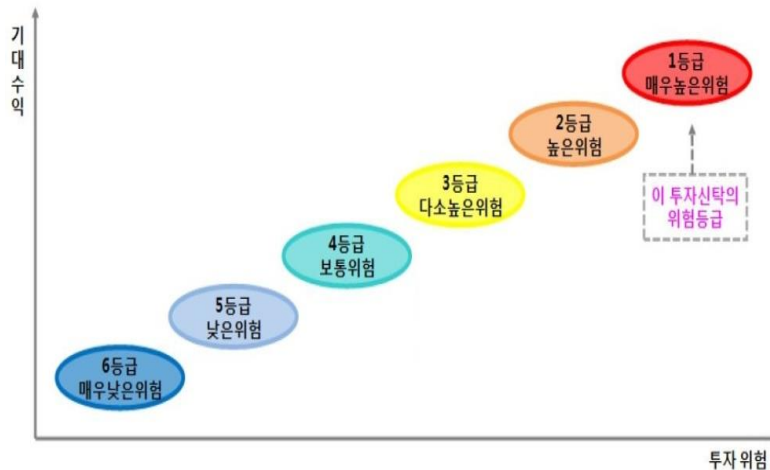 기대수익
1등급
매우높은위험
2등급
높은위험
이 투자신탁의
위험등급
3등급
다소높은위험
4등급
보통위험
5등급
낮은위험
6등급
매우낮은위험
투자 위험